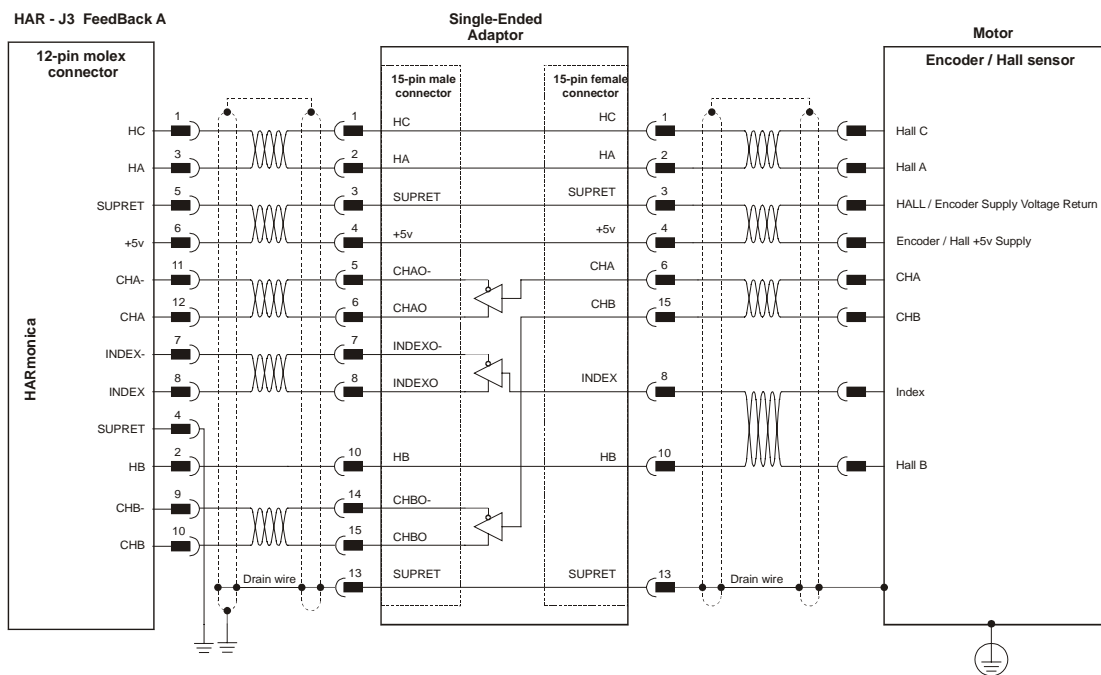 HAR - J3 FeedBack A
Single-Ended
Adaptor
Motor
12-pin molex
connector
15-pin male
connector
15-pin female
connector
Encoder / Hall sensor
HC 1 1 HC HC 1 Hall C
HA 3 2 HA HA 2 Hall A
SUPRET 5 3 SUPRET SUPRET 3 HALL / Encoder Supply Voltage Return
+5v 6 4 +5v +5v 4 Encoder / Hall +5v Supply
CHA- 11 5 CHAO- CHA 6 CHA
CHA 12 6 CHAO CHB 15 CHB
INDEX- 7 7 INDEXO-
INDEX 8 8 INDEXO INDEX 8 Index
SUPRET 4
HB 2 10 HB HB 10 Hall B
CHB- 9 14 CHBO-
CHB 10 15 CHBO
Drain wire 13 SUPRET SUPRET 13 Drain wire
HARmonica